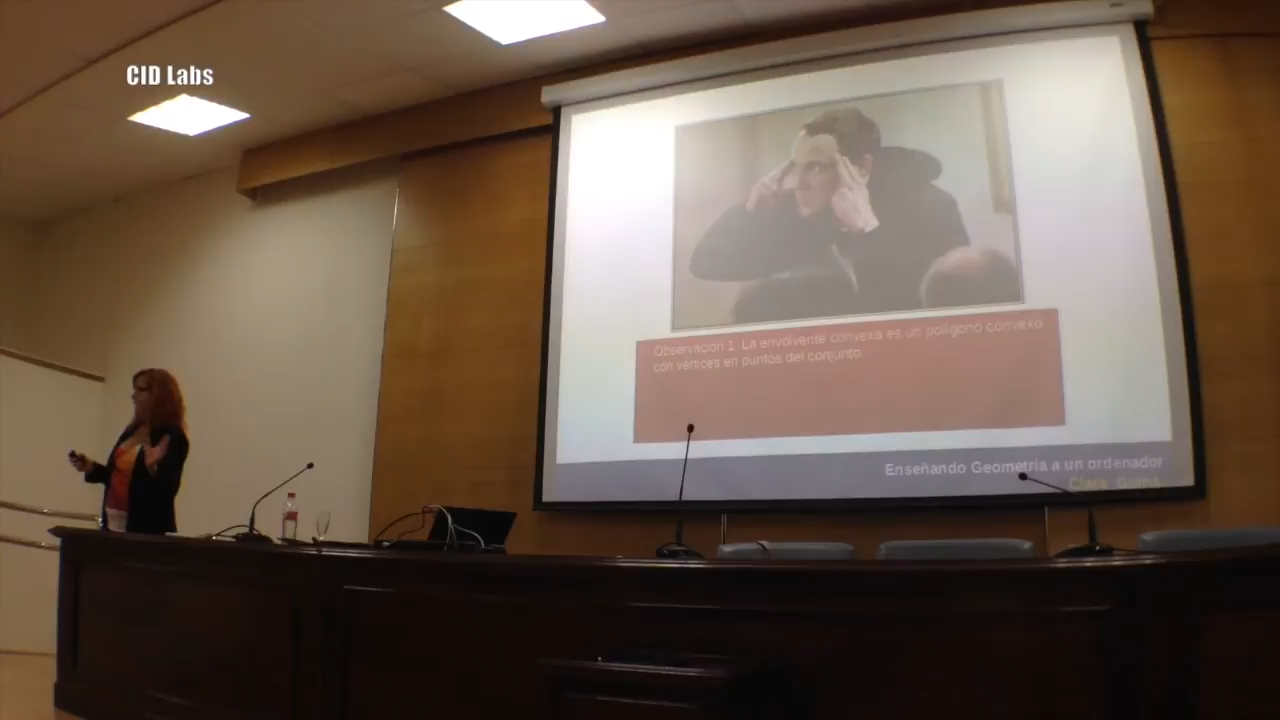 CID Labs
Observación 1: La envolvente convexa es un polígono convexo
con vértices en puntos del conjunto.
Enseñando Geometría a un ordenador
Clara